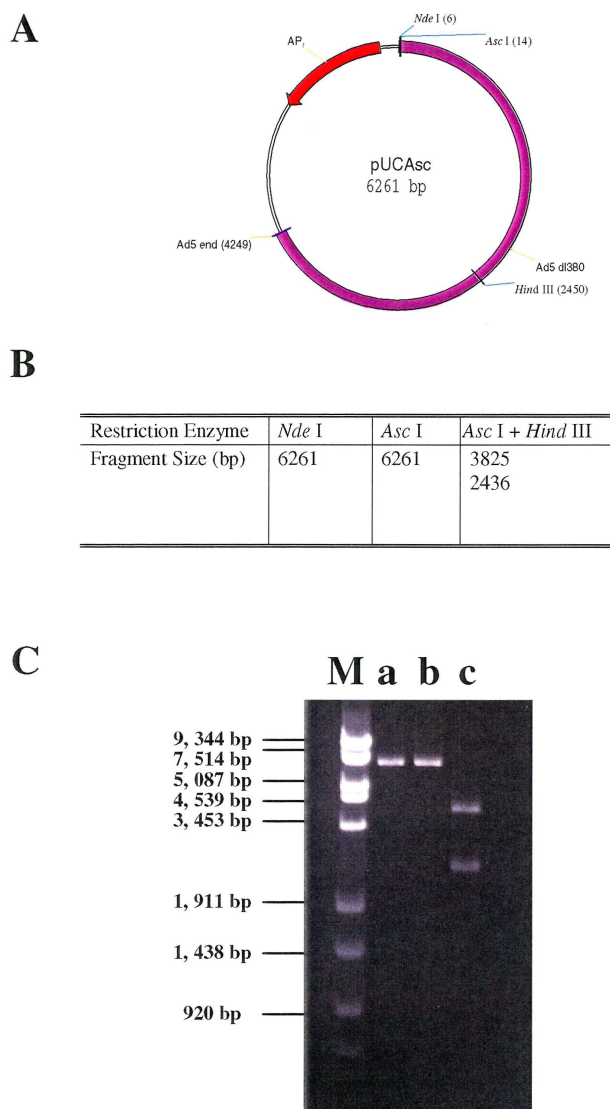 A
Nde I (6)
Asc I (14)
APr
pUCAsc
6261 bp
Ad5 end (4249)
Ad5 dl380
Hind III (2450)
B
Restriction Enzyme Nde I Asc I Asc I + Hind III
Fragment Size (bp) 6261 6261 3825
2436
C
M a b c
9, 344 bp
7, 514 bp
5, 087 bp
4, 539 bp
3, 453 bp
1, 911 bp
1, 438 bp
920 bp